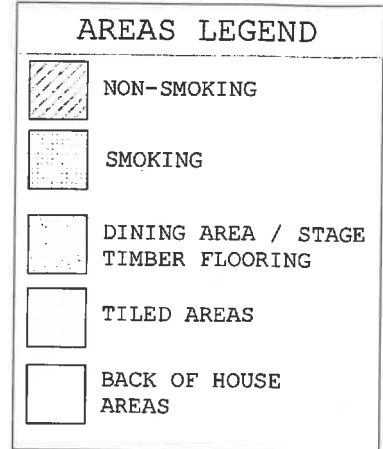 AREAS LEGEND
NON-SMOKING
SMOKING
DINING AREA / STAGE
TIMBER FLOORING
TILED AREAS
BACK OF HOUSE
AREAS